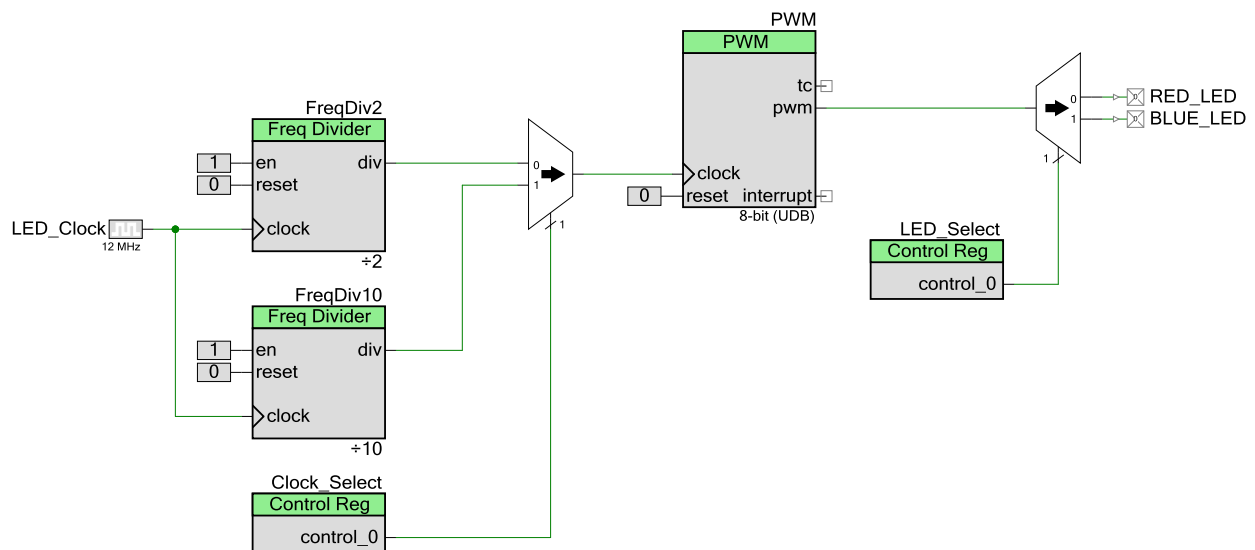 PWM
PWM
tc
pwm
clock
0
reset interrupt
8-bit (UDB)
FreqDiv2
Freq Divider
1
en div
0
reset
clock
÷2
LED_Clock
12 MHz
FreqDiv10
Freq Divider
1
en div
0
reset
clock
÷10
Clock_Select
Control Reg
control_0
0
1
1
0
1
1
RED_LED
BLUE_LED
LED_Select
Control Reg
control_0